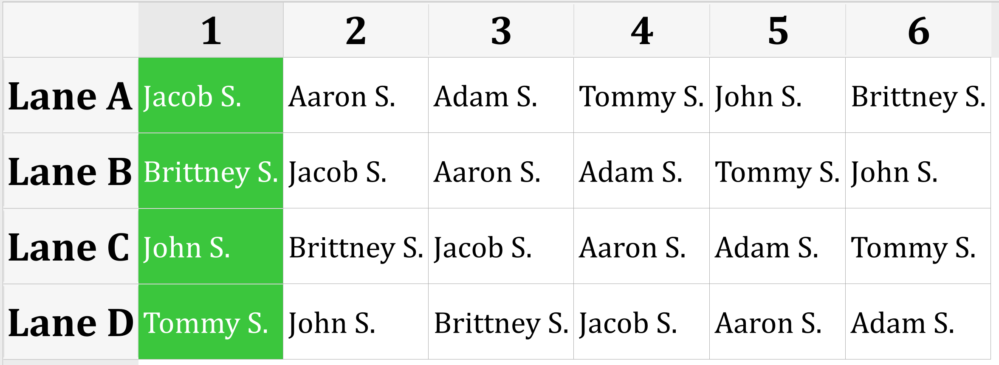 1 2 3 4 5 6
Lane A Jacob S. Aaron S. Adam S. Tommy S. John S. Brittney S.
Lane B Brittney S. Jacob S. Aaron S. Adam S. Tommy S. John S.
Lane C John S. Brittney S. Jacob S. Aaron S. Adam S. Tommy S.
Lane D Tommy S. John S. Brittney S. Jacob S. Aaron S. Adam S.